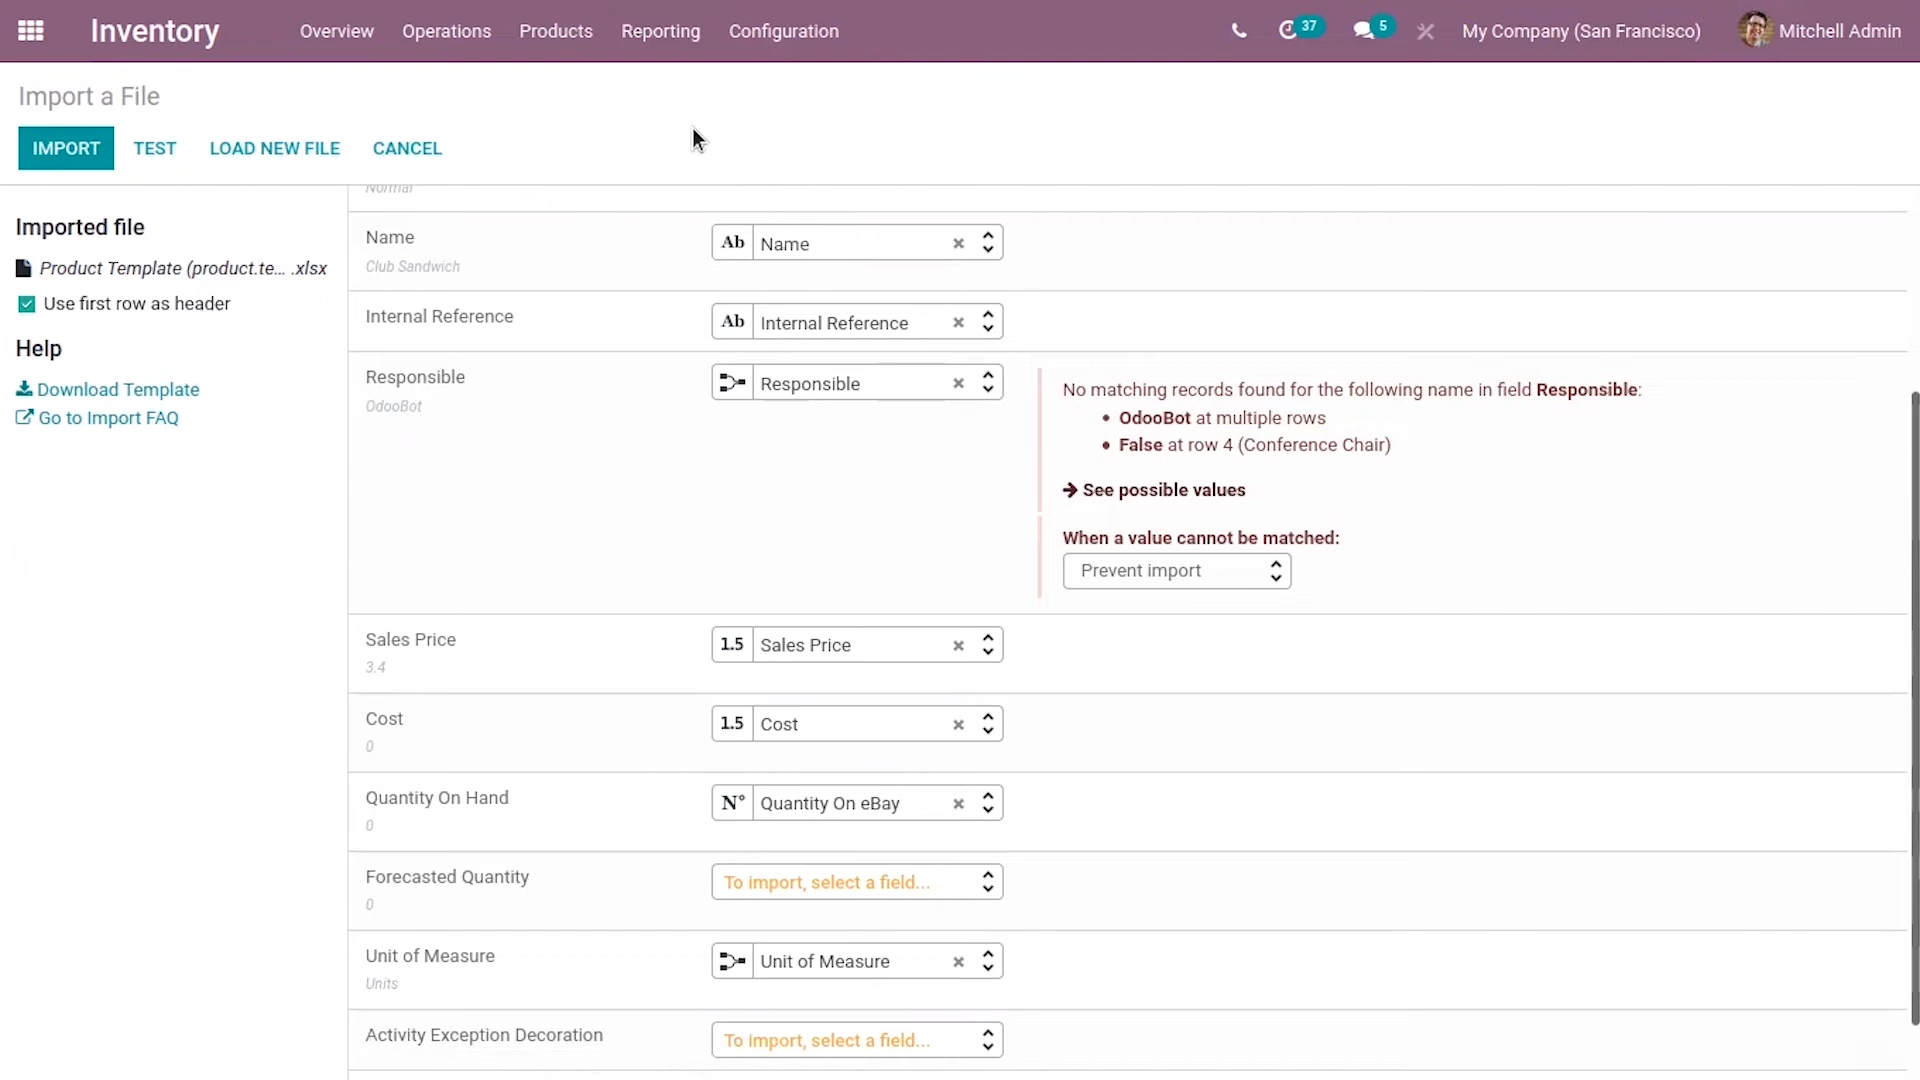 Inventory Overview Operations Products Reporting Configuration 37 5 My Company (San Francisco) Mitchell Admin
Import a File
IMPORT TEST LOAD NEW FILE CANCEL
Normal
Imported file
Product Template (product.te... .xlsx
Use first row as header
Help
Download Template
Go to Import FAQ
Name Ab Name
Club Sandwich
Internal Reference Ab Internal Reference
Responsible Responsible
OdooBot
No matching records found for the following name in field Responsible:
OdooBot at multiple rows
False at row 4 (Conference Chair)
See possible values
When a value cannot be matched:
Prevent import
Sales Price 1.5 Sales Price
3.4
Cost 1.5 Cost
0
Quantity On Hand N° Quantity On eBay
0
Forecasted Quantity To import, select a field...
0
Unit of Measure Unit of Measure
Units
Activity Exception Decoration To import, select a field...